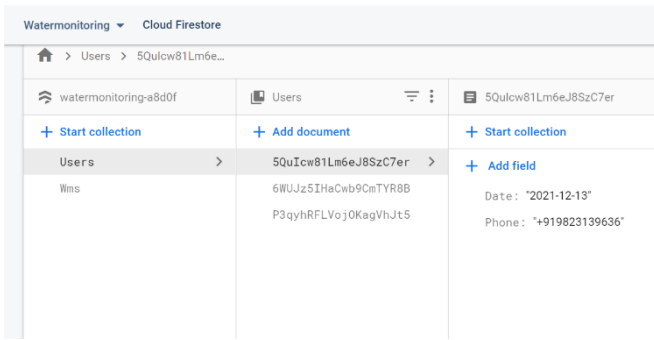 Watermonitoring Cloud Firestore
Users 5QuIcw81Lm6e...
watermonitoring-a8d0f
Users
5QuIcw81Lm6eJ8SzC7er
Start collection
Add document
Start collection
Users
Wms
5QuIcw81Lm6eJ8SzC7er
6WUJz5IHaCwb9CmTYR8B
P3qyhRFLVojOKagVhJt5
Add field
Date: "2021-12-13"
Phone: "+919823139636"